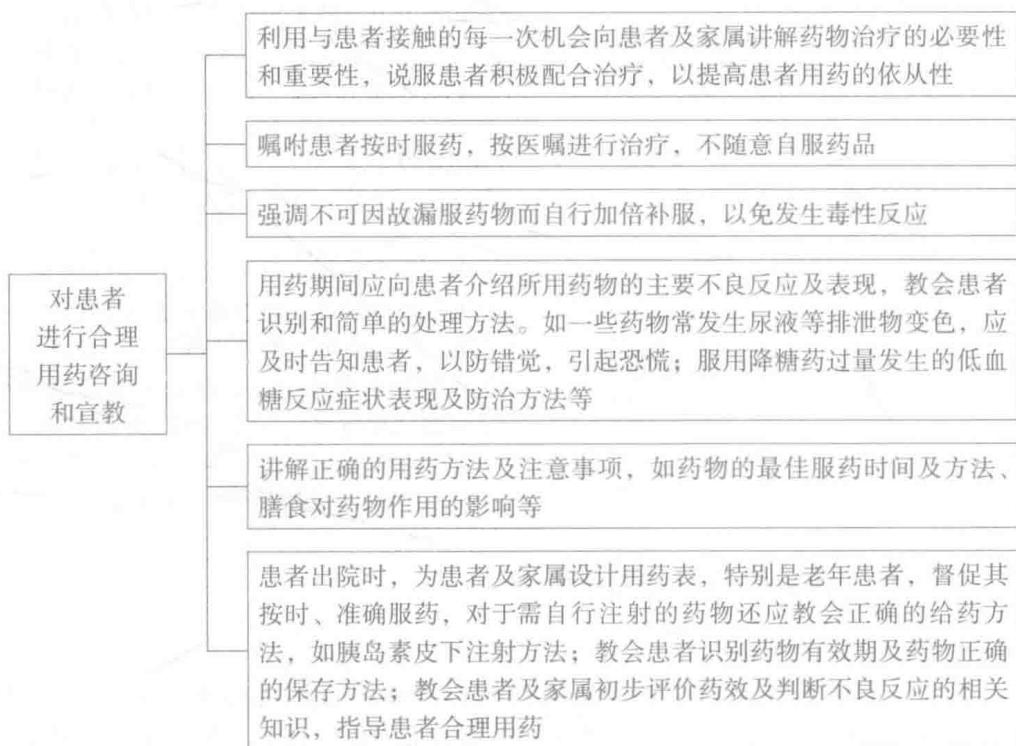 利用与患者接触的每一次机会向患者及家属讲解药物治疗的必要性
和重要性，说服患者积极配合治疗，以提高患者用药的依从性
嘱咐患者按时服药，按医嘱进行治疗，不随意自服药品
强调不可因故漏服药物而自行加倍补服，以免发生毒性反应
对患者
进行合理
用药咨询
和宣教
用药期间应向患者介绍所用药物的主要不良反应及表现，教会患者
识别和简单的处理方法。如一些药物常发生尿液等排泄物变色，应
及时告知患者，以防错觉，引起恐慌；服用降糖药过量发生的低血
糖反应症状表现及防治方法等
讲解正确的用药方法及注意事项，如药物的最佳服药时间及方法、
膳食对药物作用的影响等
患者出院时，为患者及家属设计用药表，特别是老年患者，督促其
按时、准确服药，对于需自行注射的药物还应教会正确的给药方
法，如胰岛素皮下注射方法；教会患者识别药物有效期及药物正确
的保存方法；教会患者及家属初步评价药效及判断不良反应的相关
知识，指导患者合理用药